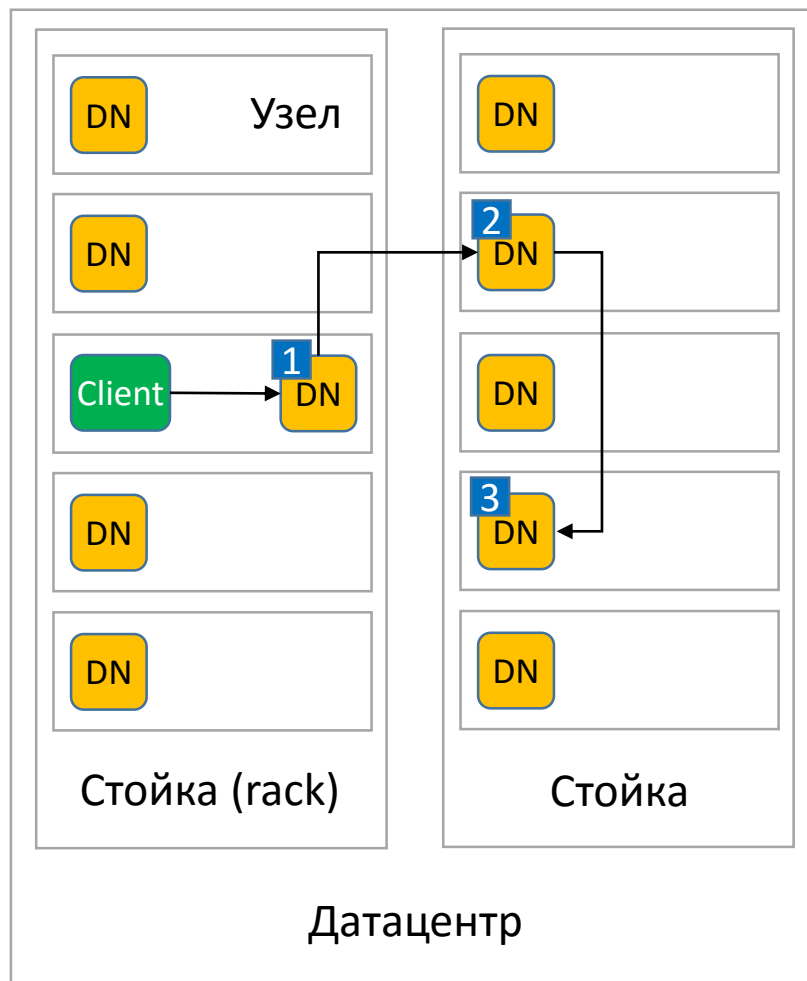 DN Узел
DN
Client 1 DN
DN
DN
Стойка (rack)
DN
2 DN
DN
3 DN
DN
Стойка
Датацентр